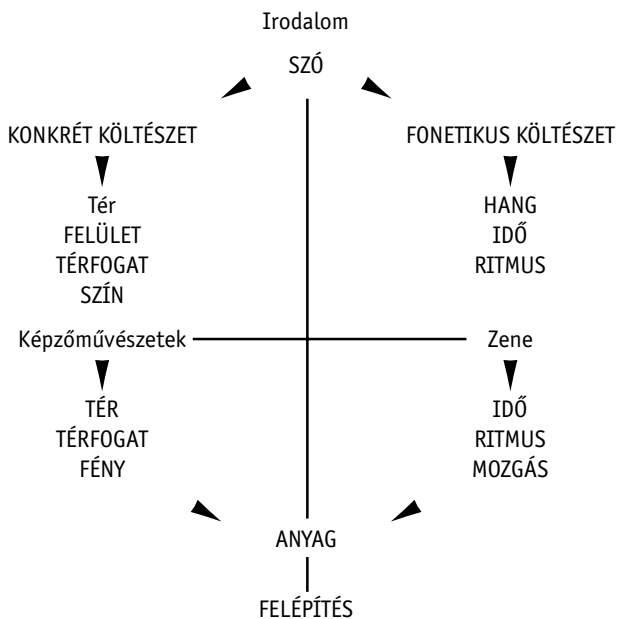 Irodalom
SZÓ
KONKRÉT KÖLTÉSZET
FONETIKUS KÖLTÉSZET
Tér
FELÜLET
TÉRFOGAT
SZÍN
HANG
IDŐ
RITMUS
Képzőművészetek
Zene
TÉR
TÉRFOGAT
FÉNY
IDŐ
RITMUS
MOZGÁS
ANYAG
FELÉPÍTÉS